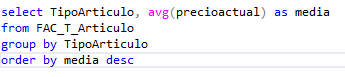 select TipoArticulo, avg(precioactual) as media
from FAC_T_Articulo
group by TipoArticulo
order by media desc